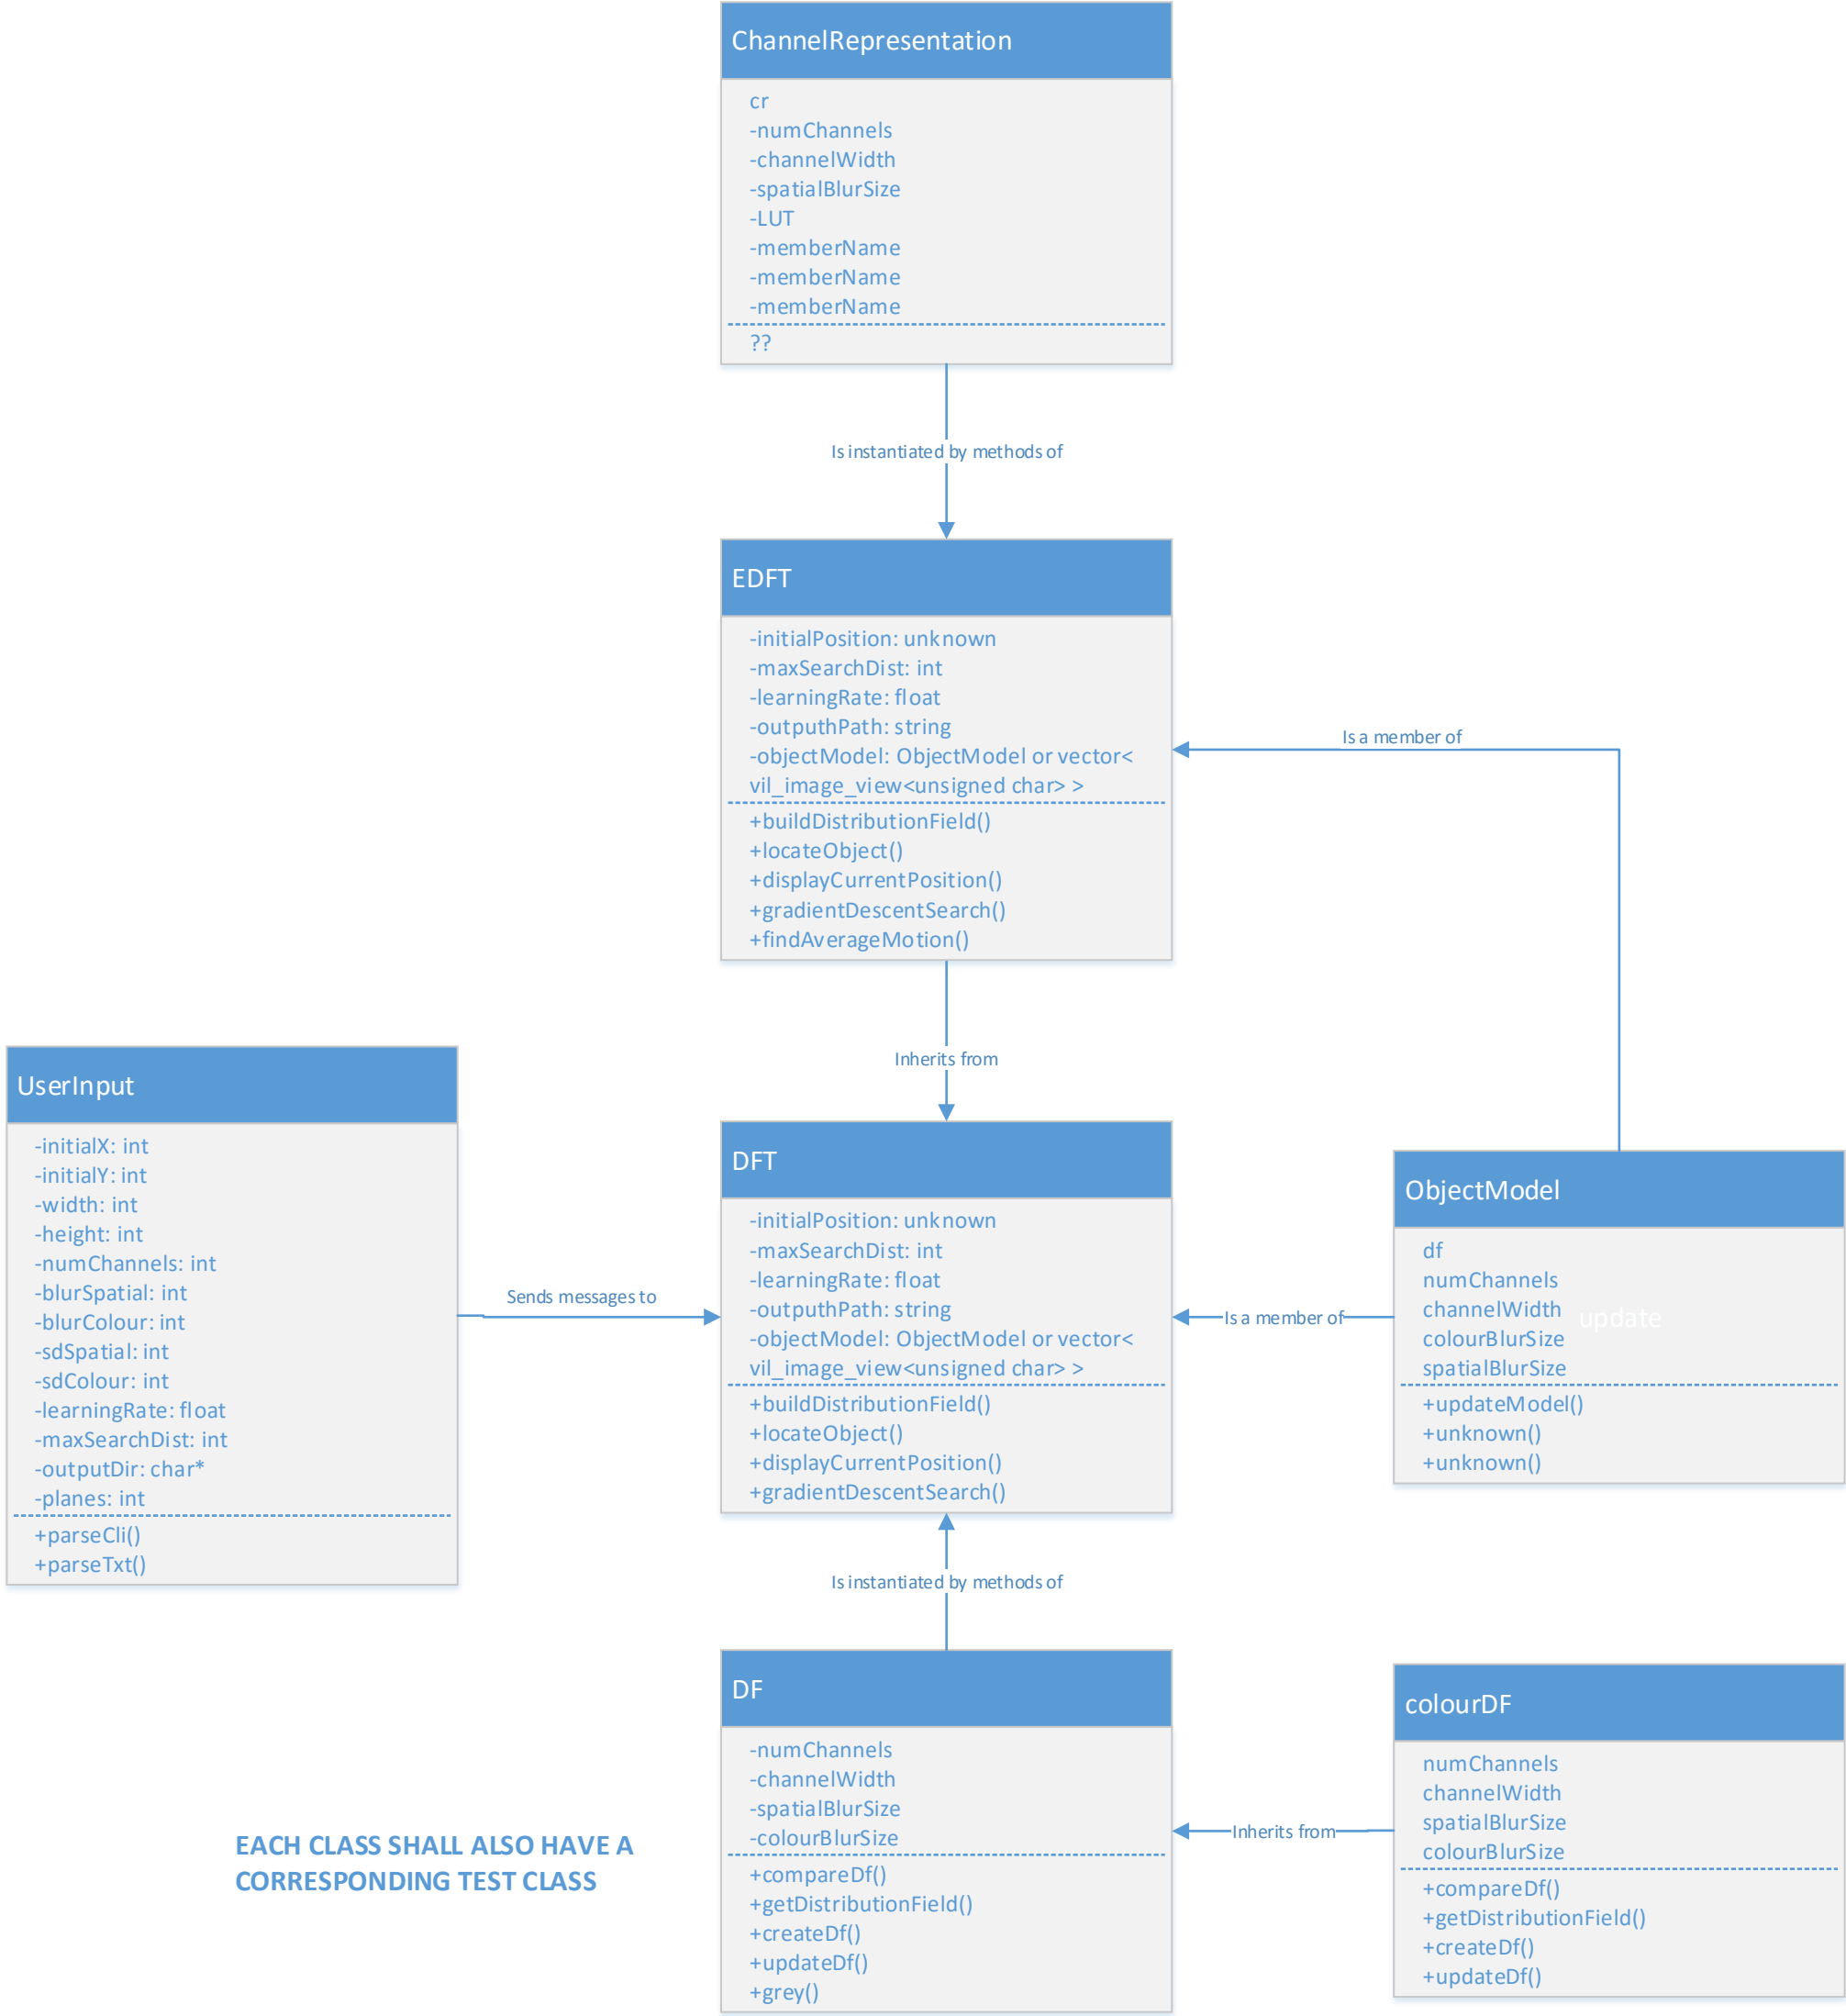 ChannelRepresentation
cr
-numChannels
-channelWidth
-spatialBlurSize
-LUT
-memberName
-memberName
-memberName
??
Is instantiated by methods of
EDFT
-initialPosition: unknown
-maxSearchDist: int
-learningRate: float
-outputhPath: string
-objectModel: ObjectModel or vector<
vil_image_view<unsigned char> >
+buildDistributionField()
+locateObject()
+displayCurrentPosition()
+gradientDescentSearch()
+findAverageMotion()
Is a member of
Inherits from
UserInput
-initialX: int
-initialY: int
-width: int
-height: int
-numChannels: int
-blurSpatial: int
-blurColour: int
-sdSpatial: int
-sdColour: int
-learningRate: float
-maxSearchDist: int
-outputDir: char*
-planes: int
+parseCli()
+parseTxt()
Sends messages to
DFT
-initialPosition: unknown
-maxSearchDist: int
-learningRate: float
-outputhPath: string
-objectModel: ObjectModel or vector<
vil_image_view<unsigned char> >
+buildDistributionField()
+locateObject()
+displayCurrentPosition()
+gradientDescentSearch()
Is a member of
ObjectModel
df
numChannels
channelWidth
update
colourBlurSize
spatialBlurSize
+updateModel()
+unknown()
+unknown()
Is instantiated by methods of
DF
-numChannels
-channelWidth
-spatialBlurSize
-colourBlurSize
+compareDf()
+getDistributionField()
+createDf()
+updateDf()
+grey()
Inherits from
colourDF
numChannels
channelWidth
spatialBlurSize
colourBlurSize
+compareDf()
+getDistributionField()
+createDf()
+updateDf()
EACH CLASS SHALL ALSO HAVE A
CORRESPONDING TEST CLASS